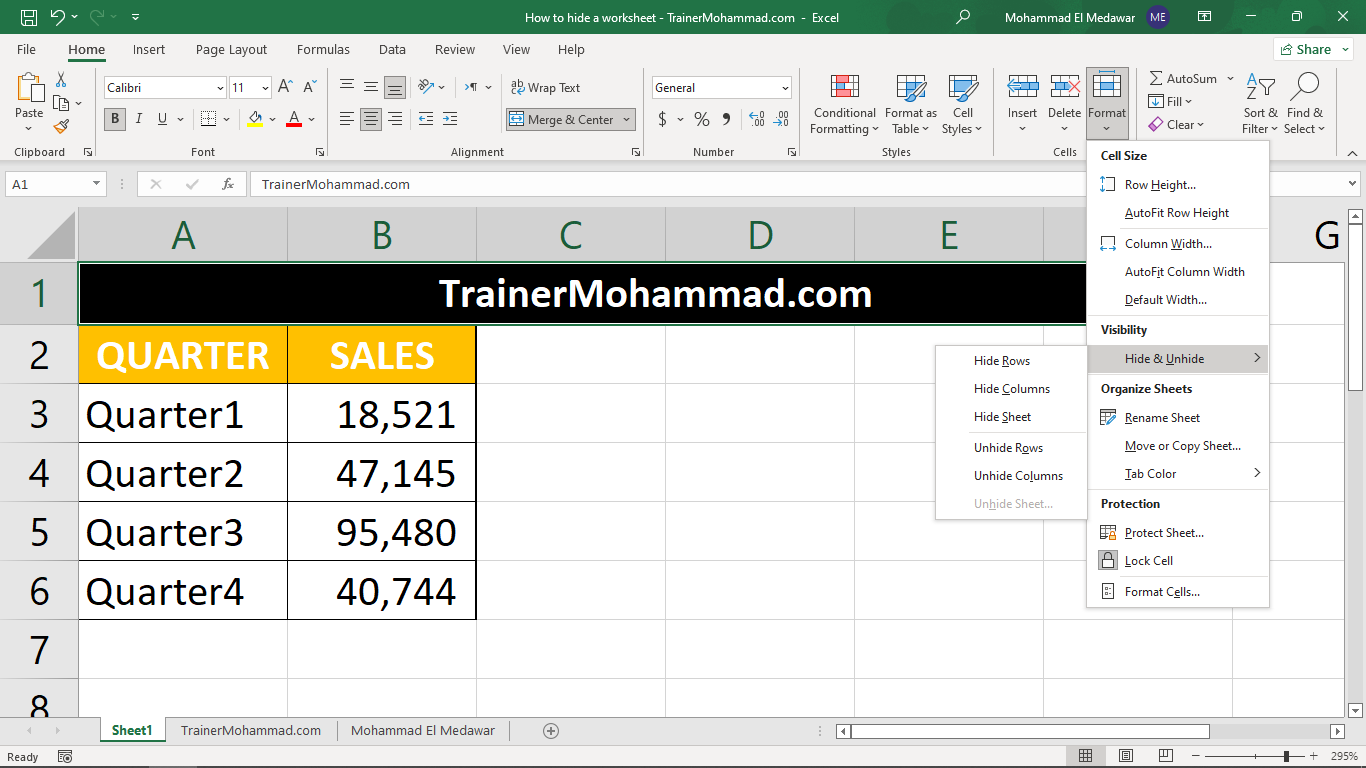 How to hide a worksheet - TrainerMohammad.com - Excel
Mohammad El Medawar ME
File Home Insert Page Layout Formulas Data Review View Help
Share
Paste
Calibri 11 A A
B I U A
ab Wrap Text
Merge & Center
General
$ % 9 .00 .00
Conditional Formatting
Format as Table
Cell Styles
Insert Delete Format
AutoSum
Fill
Clear
Sort & Filter
Find & Select
Clipboard Font Alignment Number Styles Cells
A1 fx TrainerMohammad.com
A B C D E G
1 TrainerMohammad.com
2 QUARTER SALES
3 Quarter1 18,521
4 Quarter2 47,145
5 Quarter3 95,480
6 Quarter4 40,744
7
8
Cell Size
Row Height...
AutoFit Row Height
Column Width...
AutoFit Column Width
Default Width...
Visibility
Hide & Unhide
Organize Sheets
Rename Sheet
Move or Copy Sheet...
Tab Color
Protection
Protect Sheet...
Lock Cell
Format Cells...
Hide Rows
Hide Columns
Hide Sheet
Unhide Rows
Unhide Columns
Unhide Sheet...
Sheet1 TrainerMohammad.com Mohammad El Medawar
Ready 295%